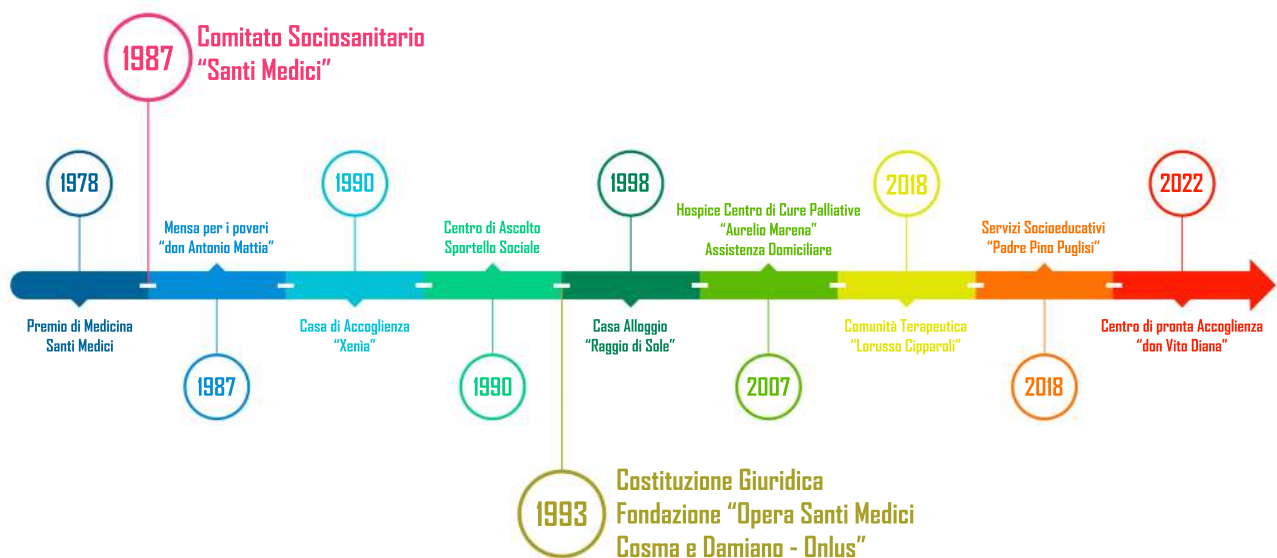 1987
Comitato Sociosanitario
“Santi Medici”
1978
Premio di Medicina
Santi Medici
Mensa per i poveri
“don Antonio Mattia”
1987
1990
Casa di Accoglienza
“Xenìa”
Centro di Ascolto
Sportello Sociale
1990
1993
Costituzione Giuridica
Fondazione “Opera Santi Medici
Cosma e Damiano - Onlus”
1998
Casa Alloggio
“Raggio di Sole”
Hospice Centro di Cure Palliative
“Aurelio Marena”
Assistenza Domiciliare
2007
2018
Comunità Terapeutica
“Lorusso Cipparoli”
Servizi Socioeducativi
“Padre Pino Puglisi”
2018
2022
Centro di pronta Accoglienza
“don Vito Diana”